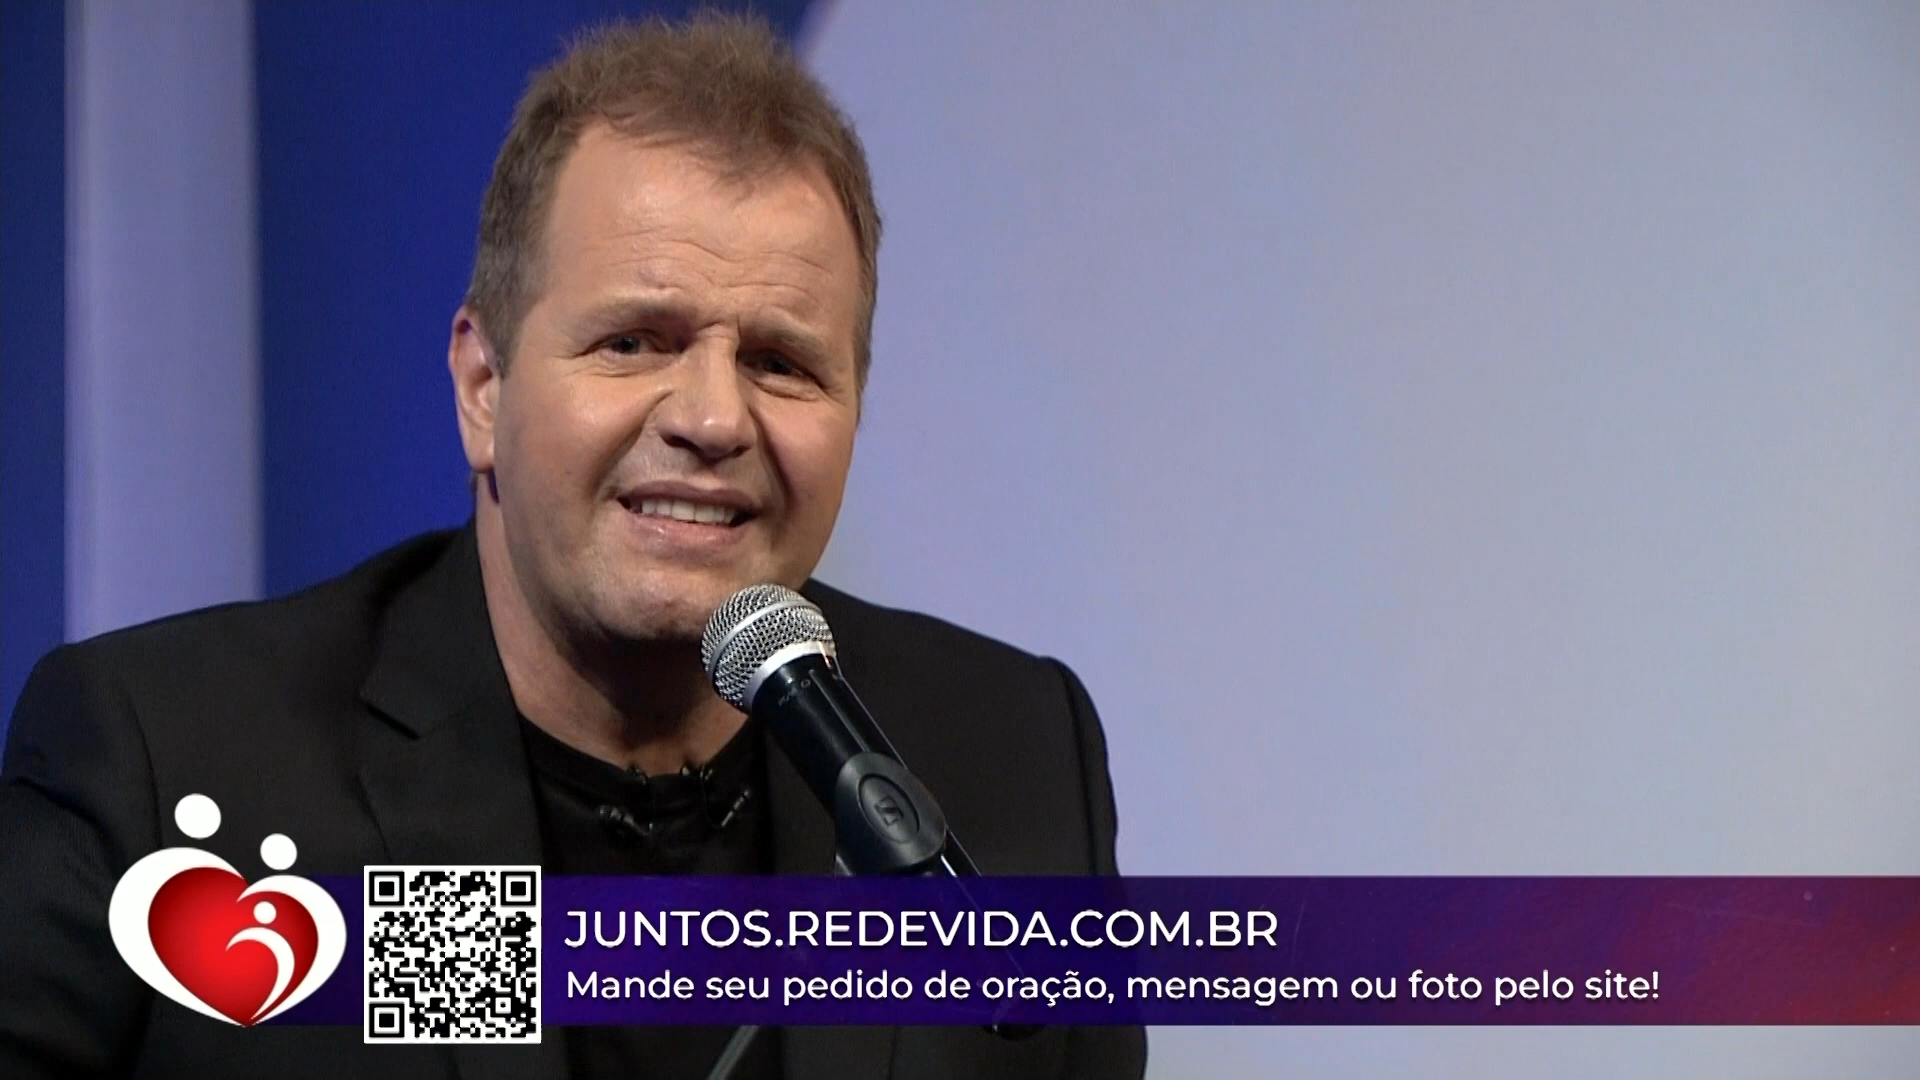 JUNTOS.REDEVIDA.COM.BR
Mande seu pedido de oração, mensagem ou foto pelo site!